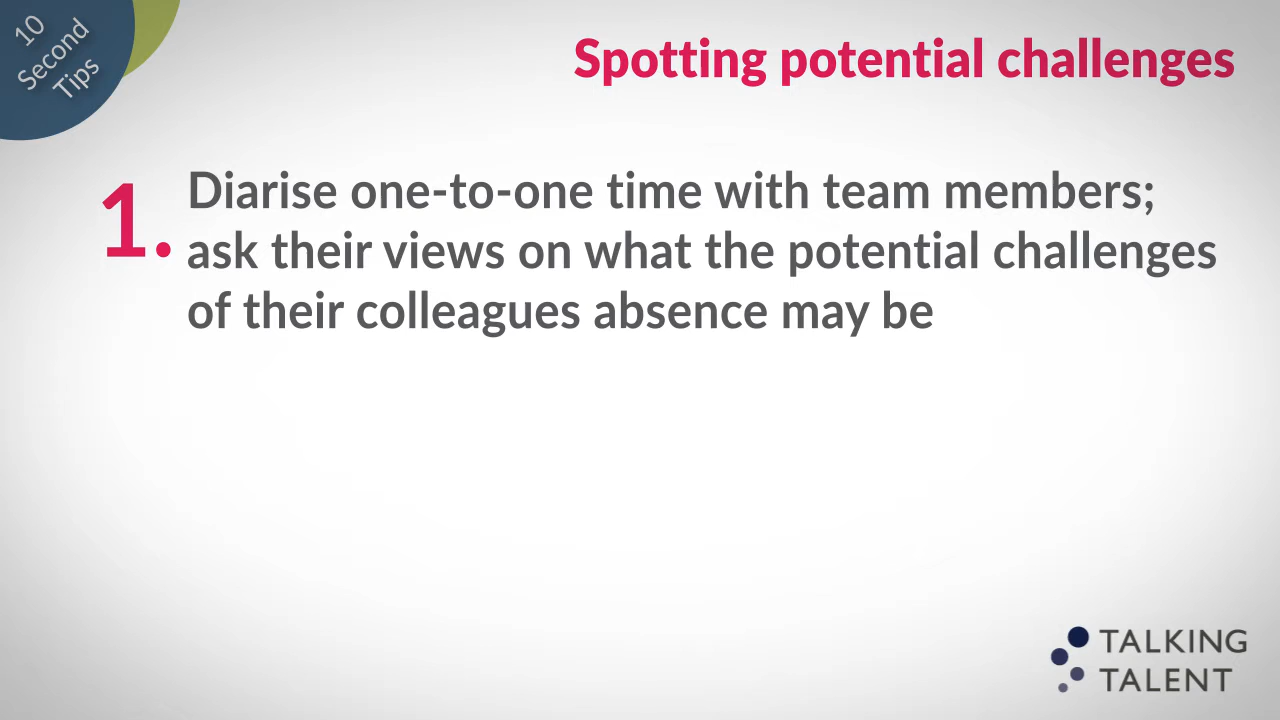 10
Second
Tips
Spotting potential challenges
1. Diarise one-to-one time with team members;
ask their views on what the potential challenges
of their colleagues absence may be
TALKING
TALENT